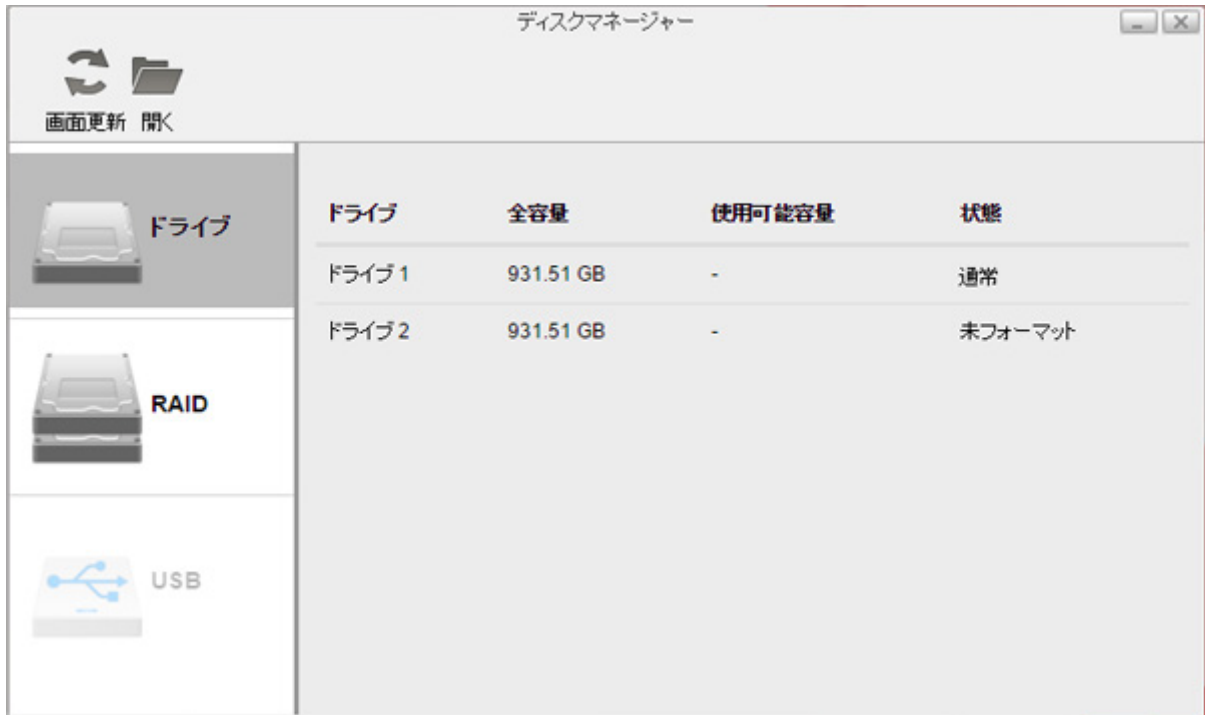 ディスクマネージャー
画面更新 開く
ドライブ
RAID
USB
ドライブ 全容量 使用可能容量 状態
ドライブ 1 931.51 GB - 通常
ドライブ 2 931.51 GB - 未フォーマット